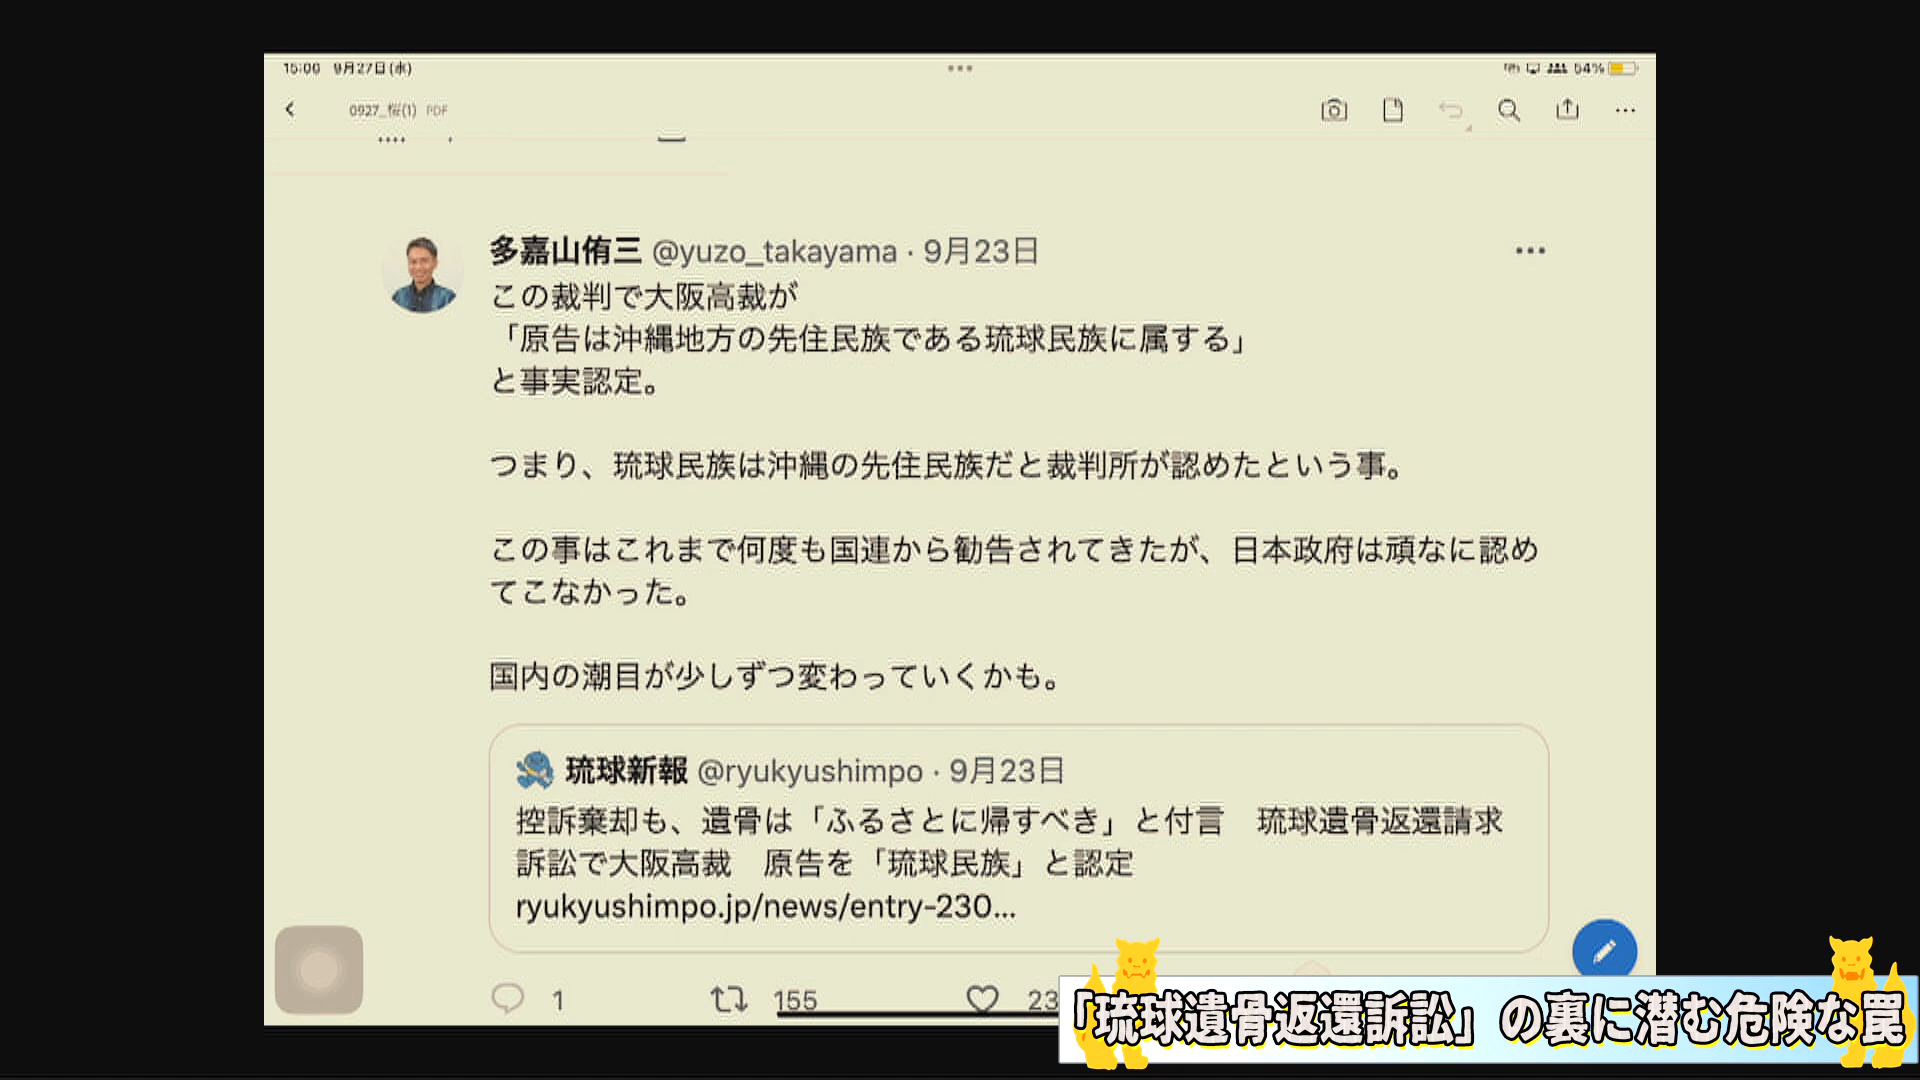 15:00 9月27日(水)
54%
0927_桜(1) PDF
多嘉山侑三 @yuzo_takayama · 9月23日
この裁判で大阪高裁が
「原告は沖縄地方の先住民族である琉球民族に属する」
と事実認定。
つまり、琉球民族は沖縄の先住民族だと裁判所が認めたという事。
この事はこれまで何度も国連から勧告されてきたが、日本政府は頑なに認め
てこなかった。
国内の潮目が少しずつ変わっていくかも。
琉球新報 @ryukyushimpo · 9月23日
控訴棄却も、遺骨は「ふるさとに帰すべき」と付言 琉球遺骨返還請求
訴訟で大阪高裁 原告を「琉球民族」と認定
ryukyushimpo.jp/news/entry-230...
1 155 23
「琉球遺骨返還訴訟」の裏に潜む危険な罠